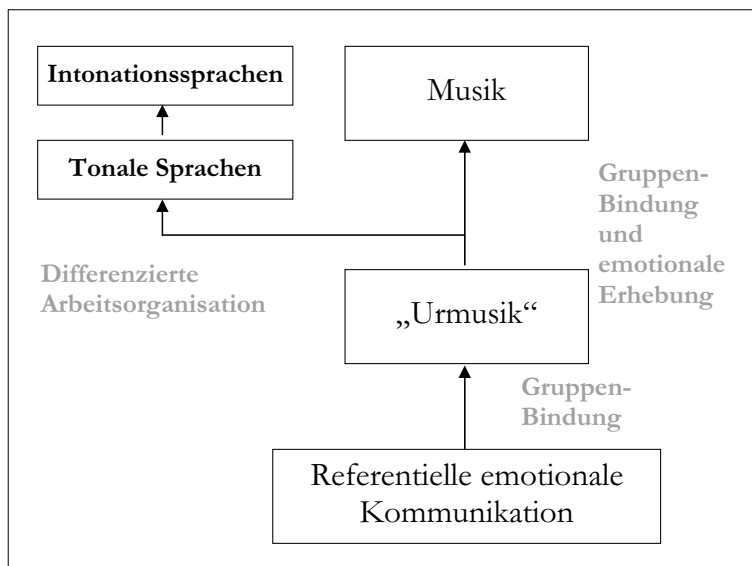 Intonationssprachen
Musik
Tonale Sprachen
Gruppen-
Bindung
und
emotionale
Erhebung
Differenzierte
Arbeitsorganisation
„Urmusik“
Gruppen-
Bindung
Referentielle emotionale
Kommunikation